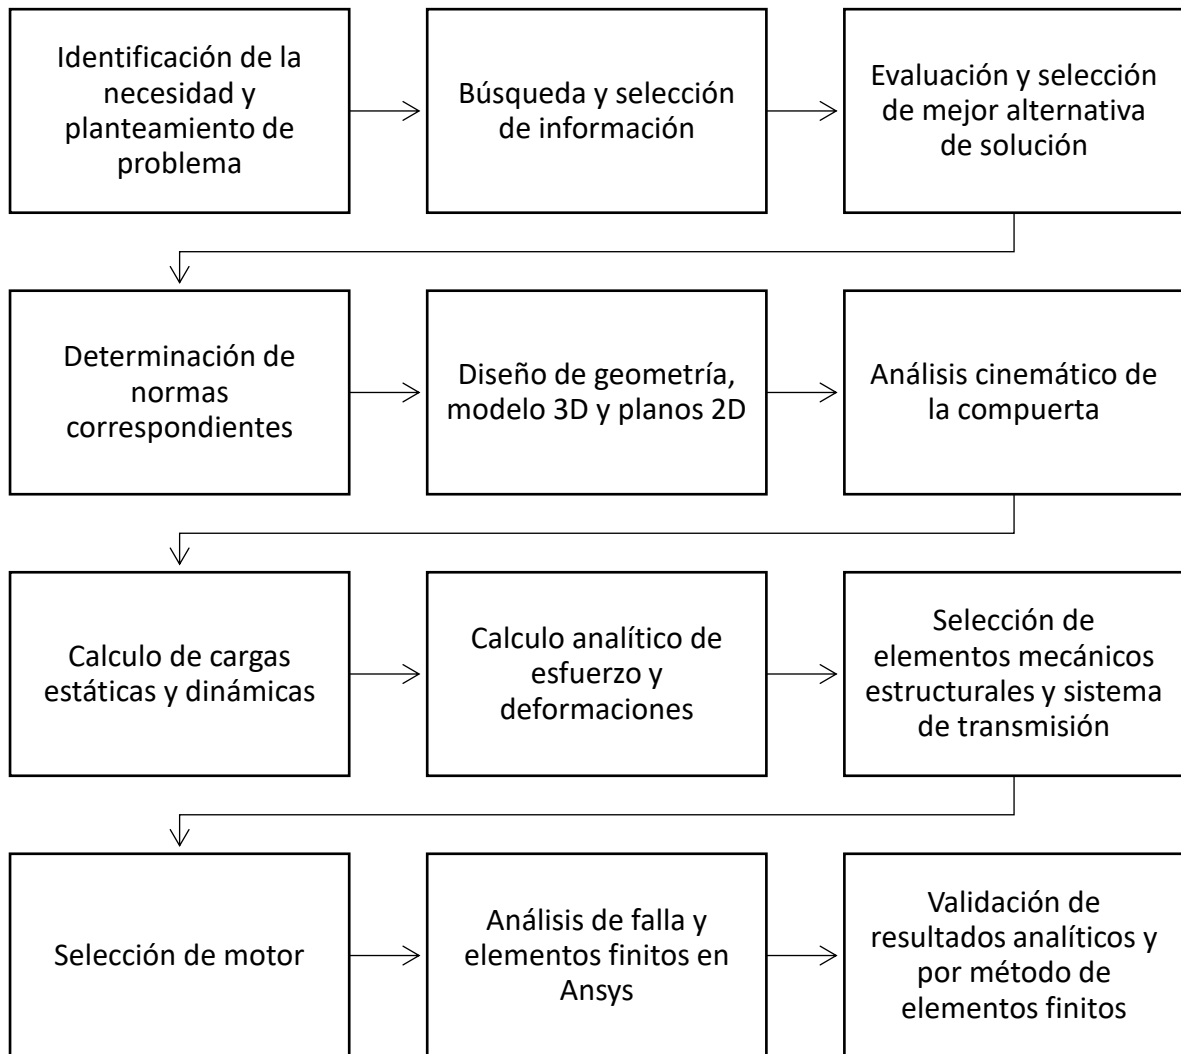 Identificación de la
necesidad y
planteamiento de
problema
Búsqueda y selección
de información
Evaluación y selección
de mejor alternativa
de solución
Determinación de
normas
correspondientes
Diseño de geometría,
modelo 3D y planos 2D
Análisis cinemático de
la compuerta
Calculo de cargas
estáticas y dinámicas
Calculo analítico de
esfuerzo y
deformaciones
Selección de
elementos mecánicos
estructurales y sistema
de transmisión
Selección de motor
Análisis de falla y
elementos finitos en
Ansys
Validación de
resultados analíticos y
por método de
elementos finitos